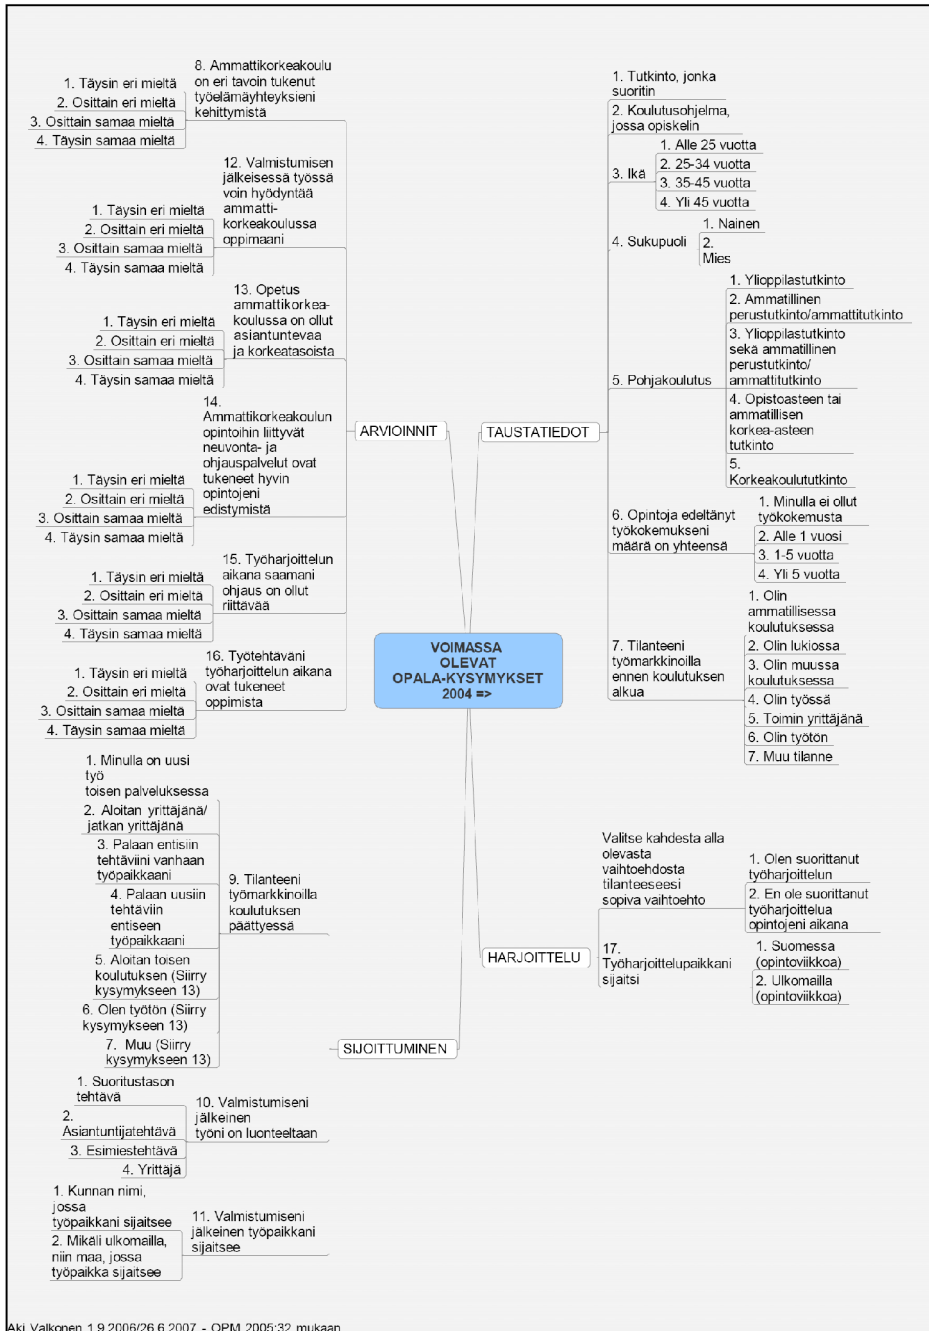 8. Ammattikorkeakoulu
on eri tavoin tukenut
työelämäyhteyksieni
kehittymistä
1. Täysin eri mieltä
2. Osittain eri mieltä
3. Osittain samaa mieltä
4. Täysin samaa mieltä
12. Valmistumisen
jälkeisessä työssä
voin hyödyntää
ammatti-
korkeakoulussa
oppimaani
1. Täysin eri mieltä
2. Osittain eri mieltä
3. Osittain samaa mieltä
4. Täysin samaa mieltä
13. Opetus
ammattikorkea-
koulussa on ollut
asiantuntevaa
ja korkeatasoista
1. Täysin eri mieltä
2. Osittain eri mieltä
3. Osittain samaa mieltä
4. Täysin samaa mieltä
14.
Ammattikorkeakoulun
opintoihin liittyvät
neuvonta- ja
ohjauspalvelut ovat
tukeneet hyvin
opintojeni
edistymistä
1. Täysin eri mieltä
2. Osittain eri mieltä
3. Osittain samaa mieltä
4. Täysin samaa mieltä
15. Työharjoittelun
aikana saamani
ohjaus on ollut
riittävää
1. Täysin eri mieltä
2. Osittain eri mieltä
3. Osittain samaa mieltä
4. Täysin samaa mieltä
16. Työtehtäväni
työharjoittelun aikana
ovat tukeneet
oppimista
1. Täysin eri mieltä
2. Osittain eri mieltä
3. Osittain samaa mieltä
4. Täysin samaa mieltä
ARVIOINNIT
TAUSTATIEDOT
1. Tutkinto, jonka
suoritin
2. Koulutusohjelma,
jossa opiskelin
3. Ikä
1. Alle 25 vuotta
2. 25-34 vuotta
3. 35-45 vuotta
4. Yli 45 vuotta
4. Sukupuoli
1. Nainen
2.
Mies
5. Pohjakoulutus
1. Ylioppilastutkinto
2. Ammatillinen
perustutkinto/ammattitutkinto
3. Ylioppilastutkinto
sekä ammatillinen
perustutkinto/
ammattitutkinto
4. Opistoasteen tai
ammatillisen
korkea-asteen
tutkinto
5.
Korkeakoulututkinto
6. Opintoja edeltänyt
työkokemukseni
määrä on yhteensä
1. Minulla ei ollut
työkokemusta
2. Alle 1 vuosi
3. 1-5 vuotta
4. Yli 5 vuotta
7. Tilanteeni
työmarkkinoilla
ennen koulutuksen
alkua
1. Olin
ammatillisessa
koulutuksessa
2. Olin lukiossa
3. Olin muussa
koulutuksessa
4. Olin työssä
5. Toimin yrittäjänä
6. Olin työtön
7. Muu tilanne
VOIMASSA
OLEVAT
OPALA-KYSYMYKSET
2004 =>
HARJOITTELU
Valitse kahdesta alla
olevasta
vaihtoehdosta
tilanteeseesi
sopiva vaihtoehto
1. Olen suorittanut
työharjoittelun
2. En ole suorittanut
työharjoittelua
opintojeni aikana
17.
Työharjoittelupaikkani
sijaitsi
1. Suomessa
(opintoviikkoa)
2. Ulkomailla
(opintoviikkoa)
SIJOITTUMINEN
9. Tilanteeni
työmarkkinoilla
koulutuksen
päättyessä
1. Minulla on uusi
työ
toisen palveluksessa
2. Aloitan yrittäjänä/
jatkan yrittäjänä
3. Palaan entisiin
tehtäviini vanhaan
työpaikkaani
4. Palaan uusiin
tehtäviin
entiseen
työpaikkaani
5. Aloitan toisen
koulutuksen (Siirry
kysymykseen 13)
6. Olen työtön (Siirry
kysymykseen 13)
7. Muu (Siirry
kysymykseen 13)
10. Valmistumiseni
jälkeinen
työni on luonteeltaan
1. Suoritustason
tehtävä
2.
Asiantuntijatehtävä
3. Esimiestehtävä
4. Yrittäjä
11. Valmistumiseni
jälkeinen työpaikkani
sijaitsee
1. Kunnan nimi,
jossa
työpaikkani sijaitsee
2. Mikäli ulkomailla,
niin maa, jossa
työpaikka sijaitsee
Aki Valkonen 1.9.2006/26.6.2007 - OPM 2005:32 mukaan